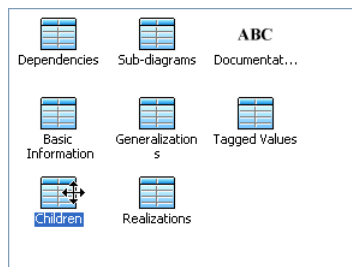 ABC
Dependencies Sub-diagrams Documentat...
Basic Generalization Tagged Values
Information s
Children Realizations